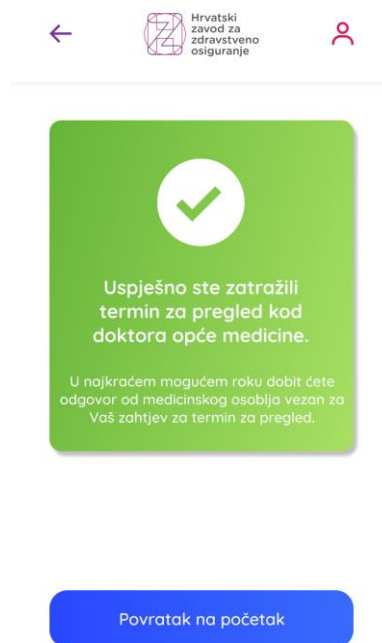 Hrvatski
zavod za
zdravstveno
osiguranje
Uspješno ste zatražili
termin za pregled kod
doktora opće medicine.
U najkraćem mogućem roku dobit ćete
odgovor od medicinskog osoblja vezan za
Vaš zahtjev za termin za pregled.
Povratak na početak